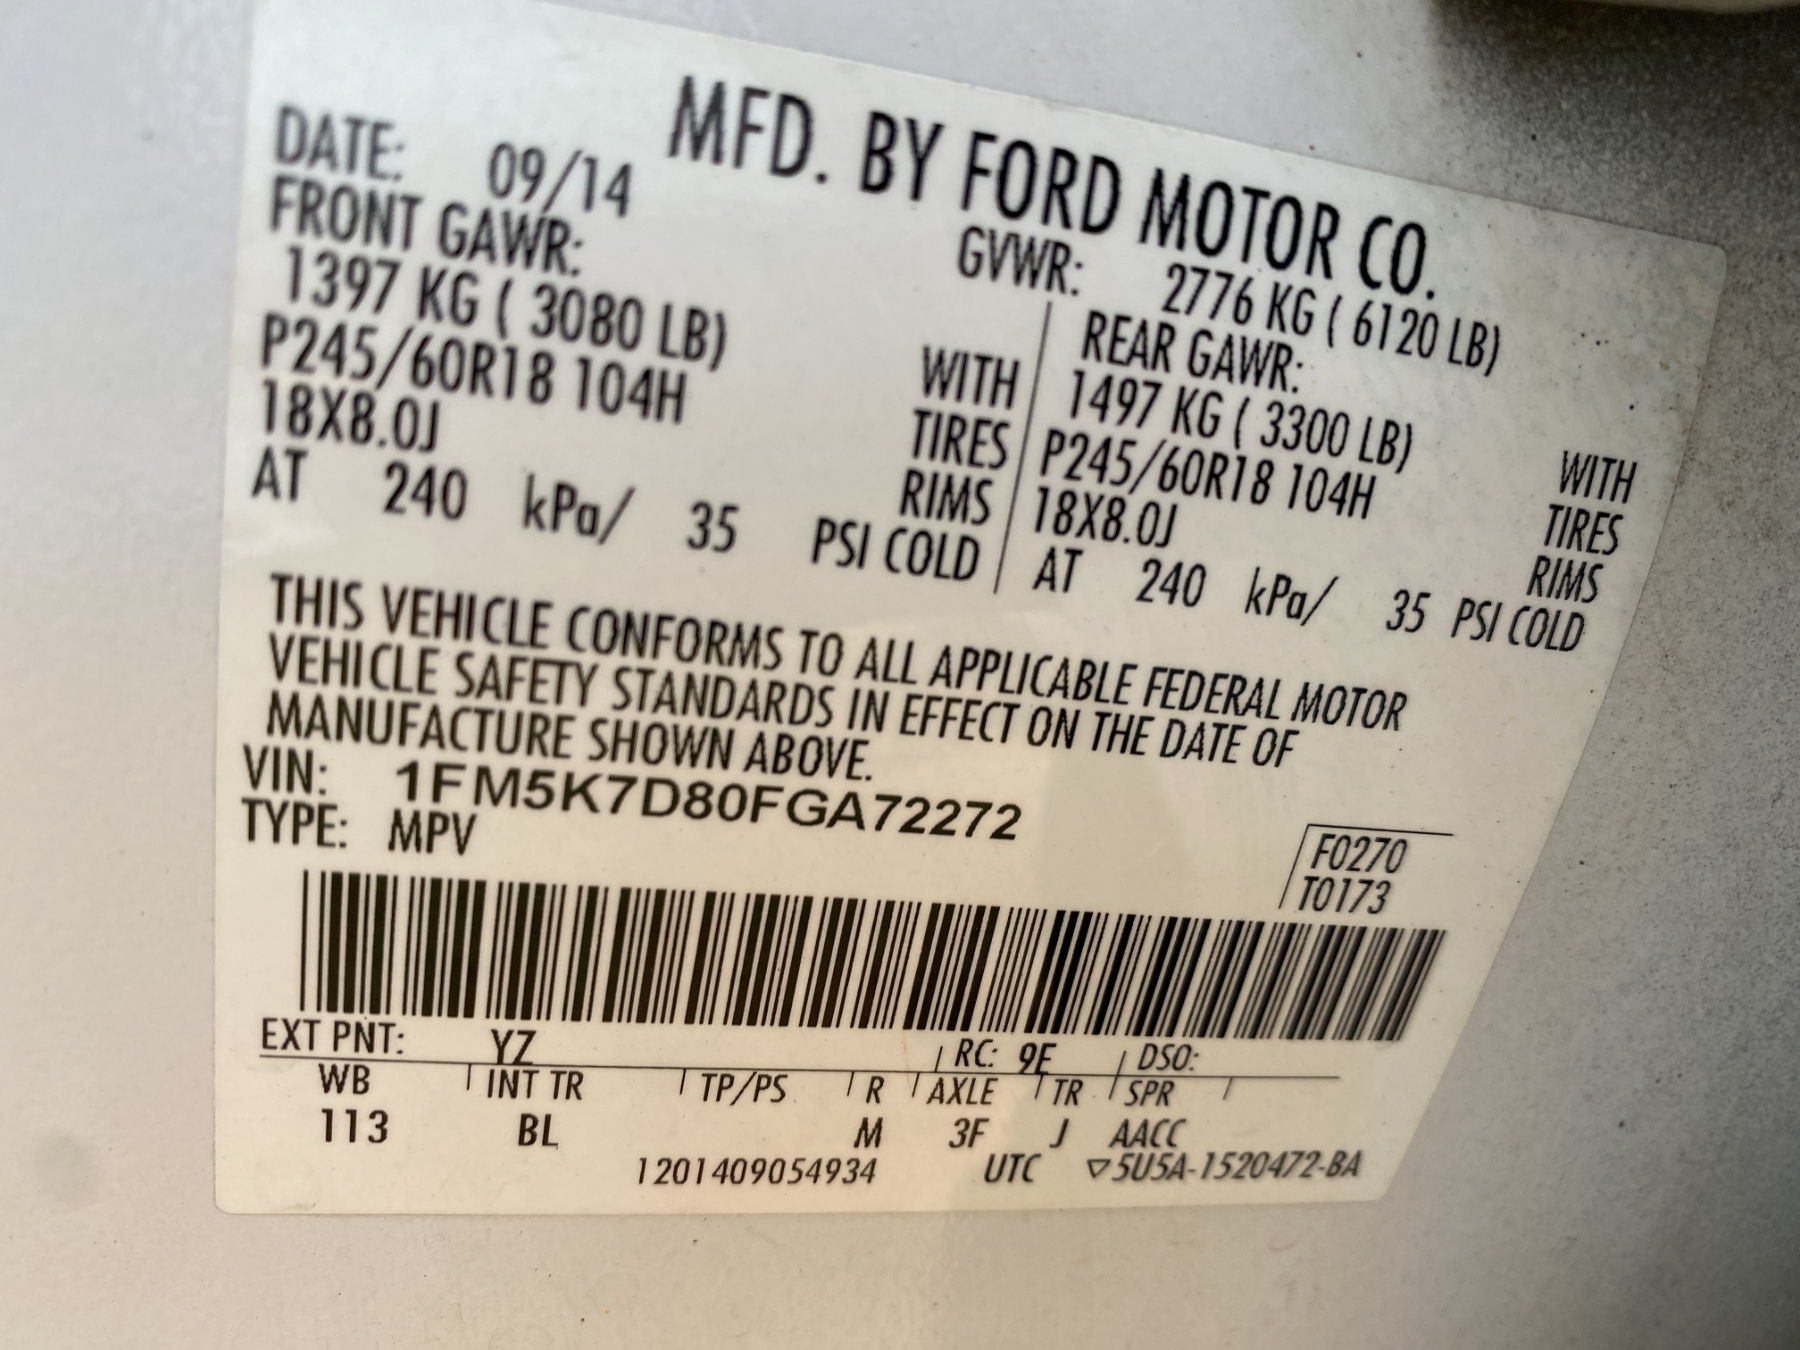 MFD. BY FORD MOTOR CO.
DATE: 09/14
GVWR: 2776 KG ( 6120 LB)
FRONT GAWR:
1397 KG ( 3080 LB) WITH
P245/60R18 104H TIRES
18X8.0J RIMS
AT 240 kPa/ 35 PSI COLD
REAR GAWR:
1497 KG ( 3300 LB) WITH
P245/60R18 104H TIRES
18X8.0J RIMS
AT 240 kPa/ 35 PSI COLD
THIS VEHICLE CONFORMS TO ALL APPLICABLE FEDERAL MOTOR
VEHICLE SAFETY STANDARDS IN EFFECT ON THE DATE OF
MANUFACTURE SHOWN ABOVE.
VIN: 1FM5K7D80FGA72272
TYPE: MPV
F0270
T0173
EXT PNT: YZ RC: 9E DSO:
WB INT TR TP/PS R AXLE TR SPR
113 BL M 3F J AACC
1201409054934 UTC ▽5U5A-1520472-BA